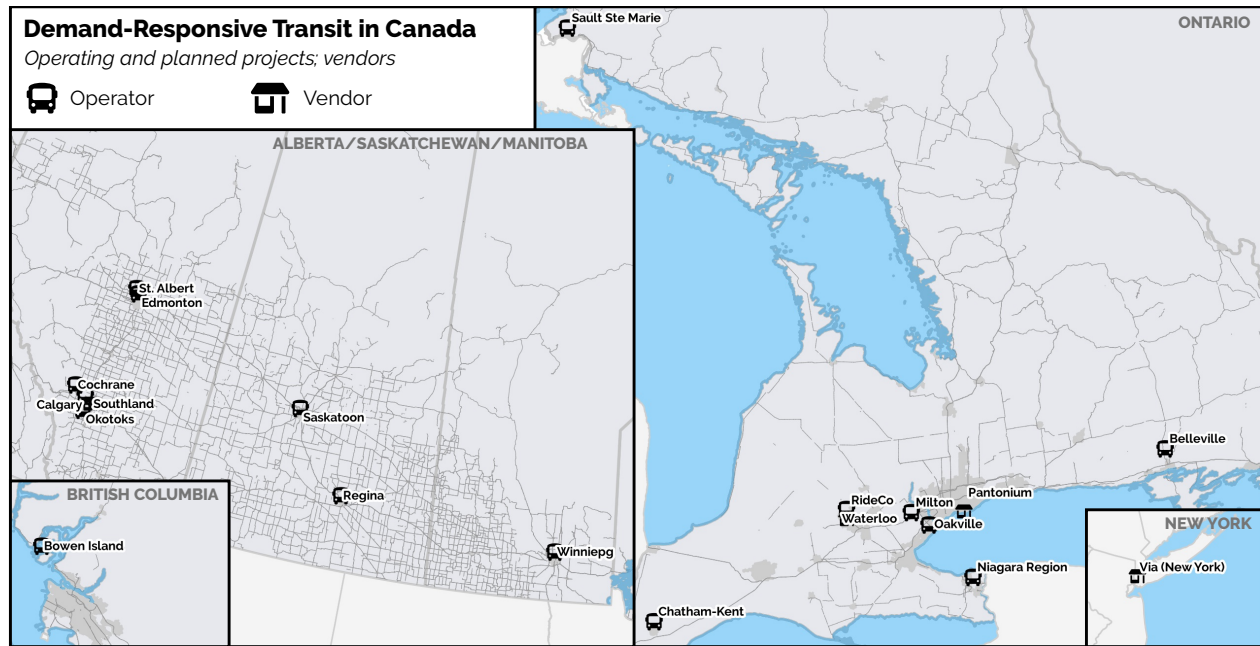 Demand-Responsive Transit in Canada
Operating and planned projects; vendors
Operator
Vendor
ONTARIO
Sault Ste Marie
ALBERTA/SASKATCHEWAN/MANITOBA
St. Albert
Edmonton
Cochrane
Calgary
Southland
Okotoks
Saskatoon
Regina
Winniepg
BRITISH COLUMBIA
Bowen Island
Belleville
Pantonium
RideCo
Milton
Waterloo
Oakville
Niagara Region
Chatham-Kent
NEW YORK
Via (New York)